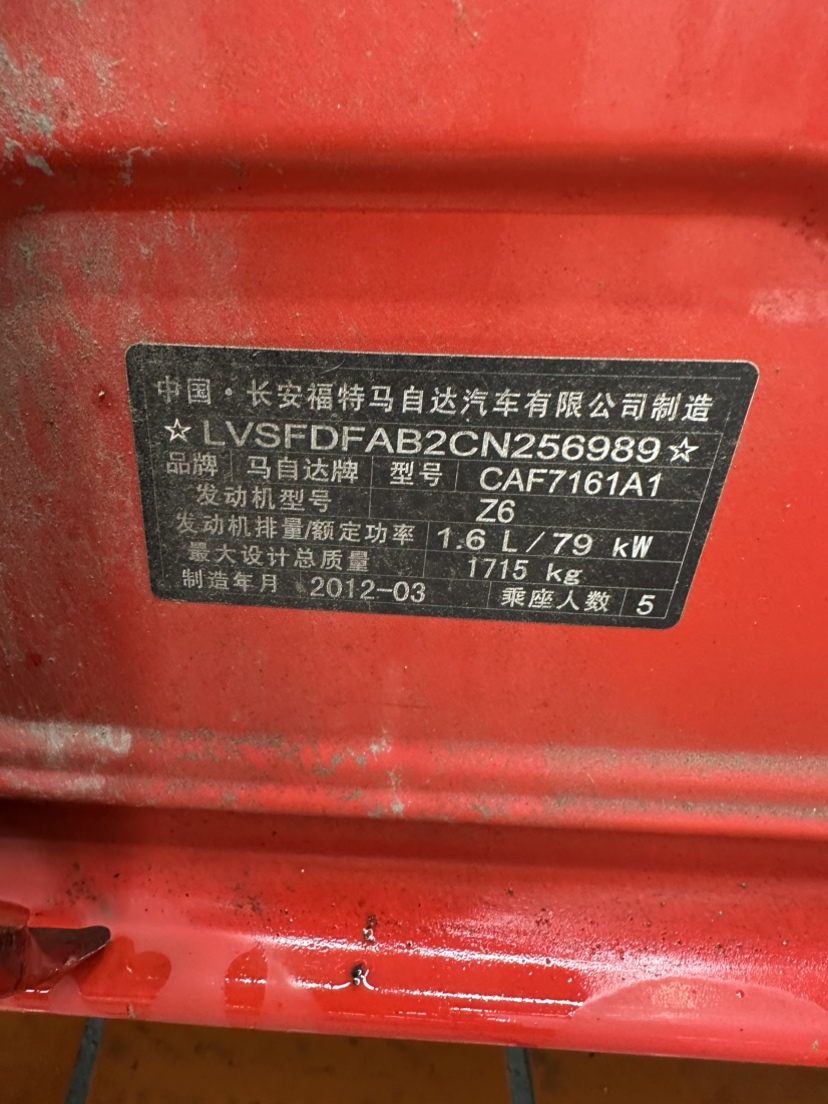 中国·长安福特马自达汽车有限公司制造
☆LVSFDFAB2CN256989☆
品牌 马自达牌 型号 CAF7161A1
发动机型号 Z6
发动机排量/额定功率 1.6 L/79 kW
最大设计总质量 1715 kg
制造年月 2012-03 乘座人数 5